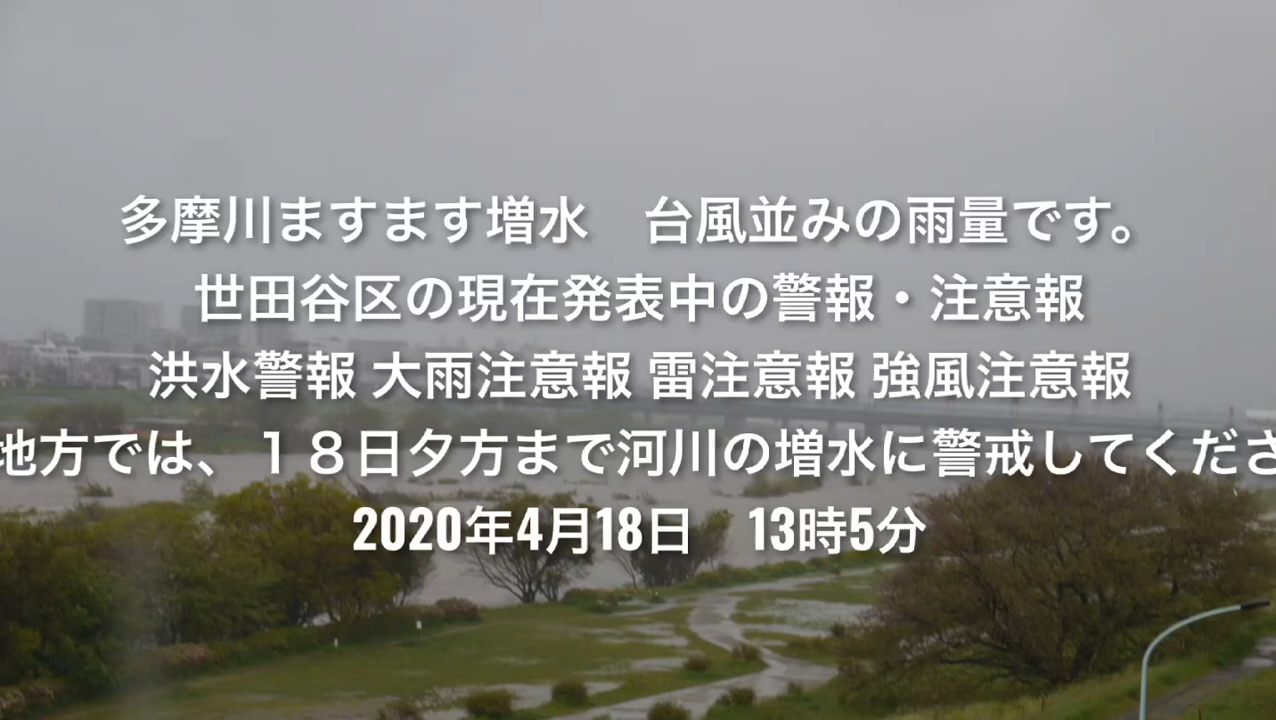 多摩川ますます増水　台風並みの雨量です。
世田谷区の現在発表中の警報・注意報
洪水警報 大雨注意報 雷注意報 強風注意報
地方では、１８日夕方まで河川の増水に警戒してくださ
2020年4月18日　13時5分